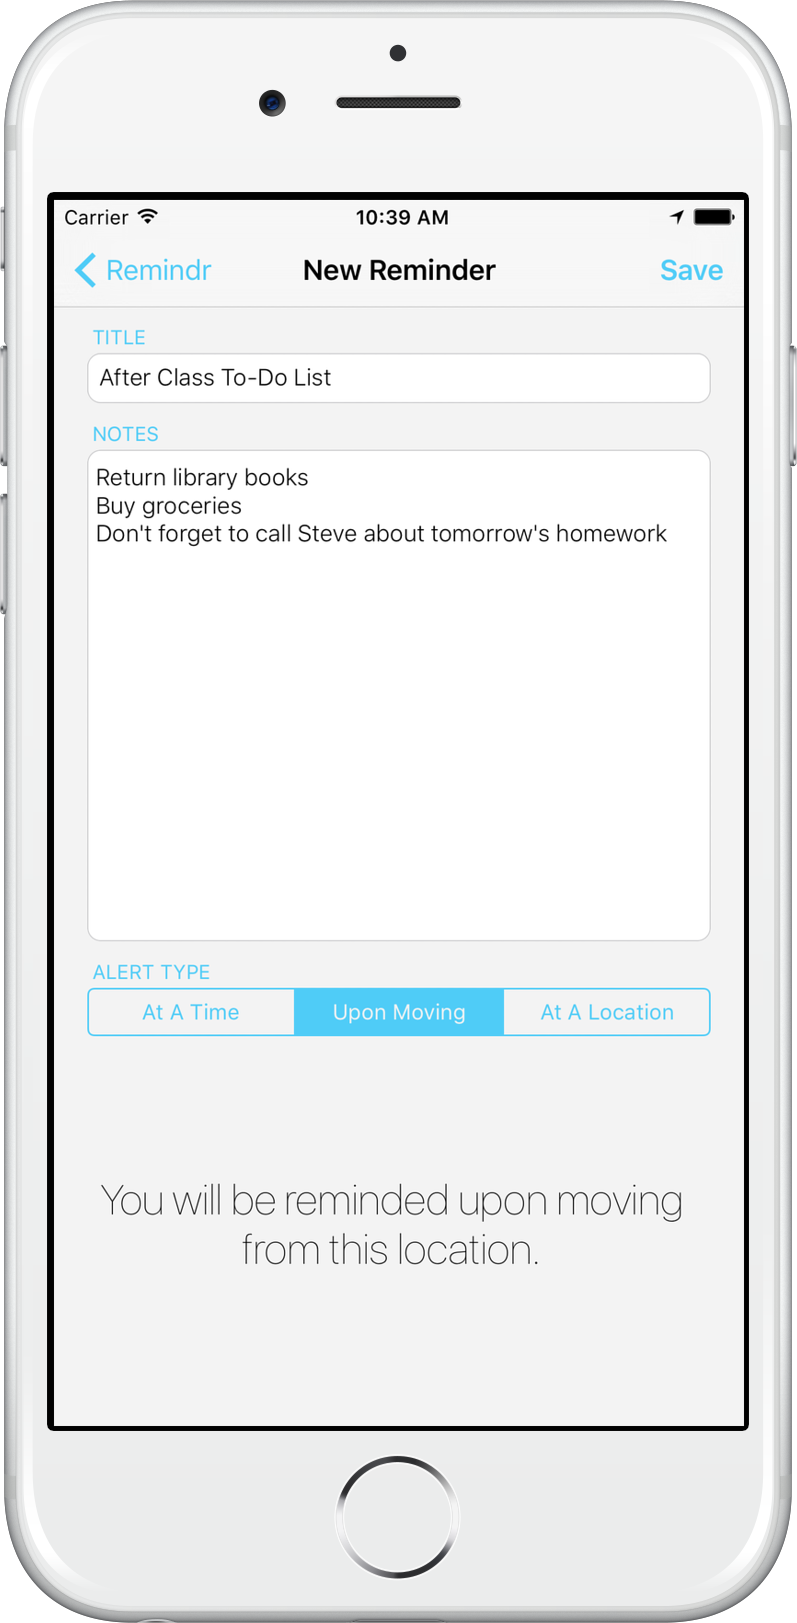 Carrier
10:39 AM
Remindr
New Reminder
Save
TITLE
After Class To-Do List
NOTES
Return library books
Buy groceries
Don't forget to call Steve about tomorrow's homework
ALERT TYPE
At A Time
Upon Moving
At A Location
You will be reminded upon moving
from this location.